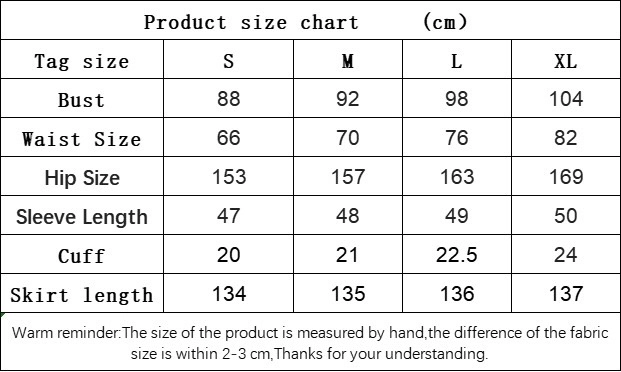 Product size chart (cm)
Tag size S M L XL
Bust 88 92 98 104
Waist Size 66 70 76 82
Hip Size 153 157 163 169
Sleeve Length 47 48 49 50
Cuff 20 21 22.5 24
Skirt length 134 135 136 137
Warm reminder:The size of the product is measured by hand,the difference of the fabric
size is within 2-3 cm,Thanks for your understanding.